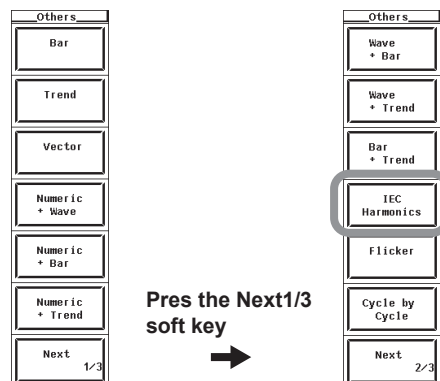 Others
Bar
Trend
Vector
Numeric
+ Wave
Numeric
+ Bar
Numeric
+ Trend
Next
1/3
Pres the Next1/3
soft key
Others
Wave
+ Bar
Wave
+ Trend
Bar
+ Trend
IEC
Harmonics
Flicker
Cycle by
Cycle
Next
2/3